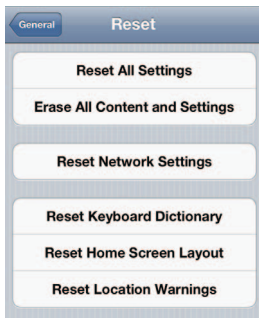 General
Reset
Reset All Settings
Erase All Content and Settings
Reset Network Settings
Reset Keyboard Dictionary
Reset Home Screen Layout
Reset Location Warnings